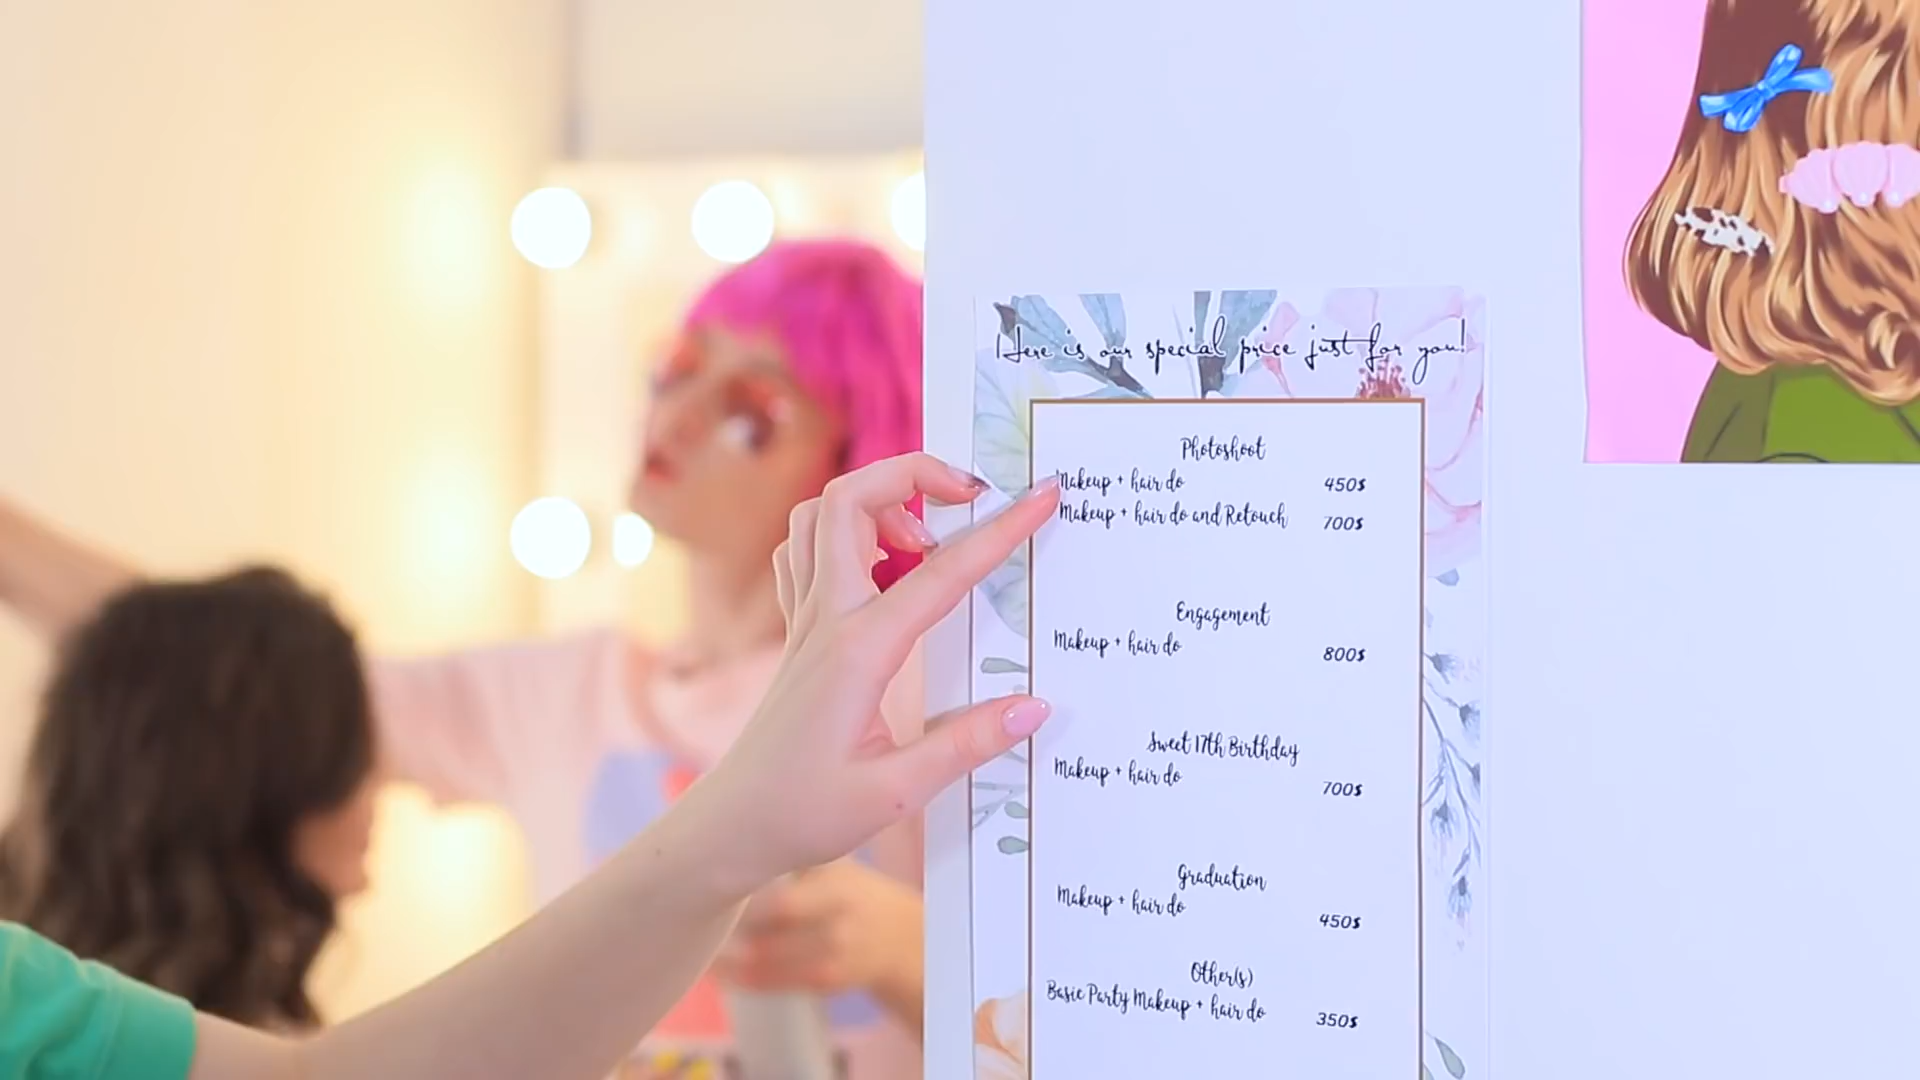 Here is our special price just for you!
Photoshoot
Makeup + hair do 450$
Makeup + hair do and Retouch 700$
Engagement
Makeup + hair do 800$
Sweet 17th Birthday
Makeup + hair do 700$
Graduation
Makeup + hair do 450$
Other(s)
Basic Party Makeup + hair do 350$